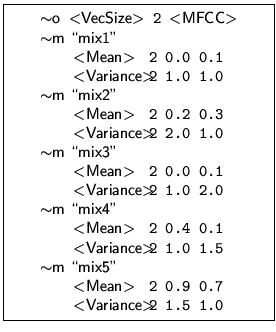 ∼o <VecSize> 2 <MFCC>
∼m “mix1”
<Mean> 2 0.0 0.1
<Variance> 2 1.0 1.0
∼m “mix2”
<Mean> 2 0.2 0.3
<Variance> 2 2.0 1.0
∼m “mix3”
<Mean> 2 0.0 0.1
<Variance> 2 1.0 2.0
∼m “mix4”
<Mean> 2 0.4 0.1
<Variance> 2 1.0 1.5
∼m “mix5”
<Mean> 2 0.9 0.7
<Variance> 2 1.5 1.0